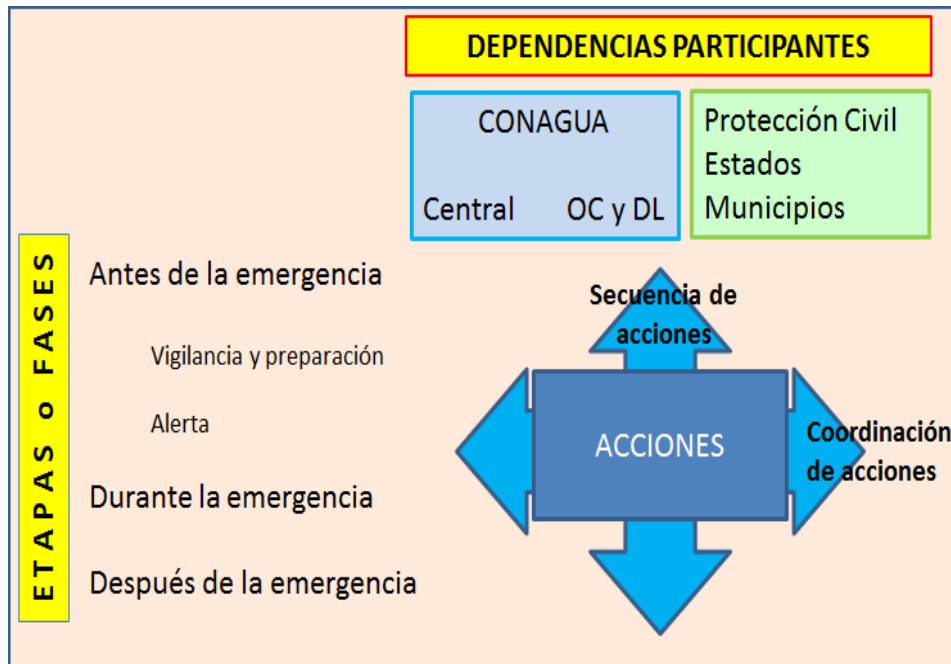 DEPENDENCIAS PARTICIPANTES
CONAGUA
Central OC y DL
Protección Civil
Estados
Municipios
ETAPAS o FASES
Antes de la emergencia
Vigilancia y preparación
Alerta
Durante la emergencia
Después de la emergencia
Secuencia de
acciones
ACCIONES
Coordinación
de acciones